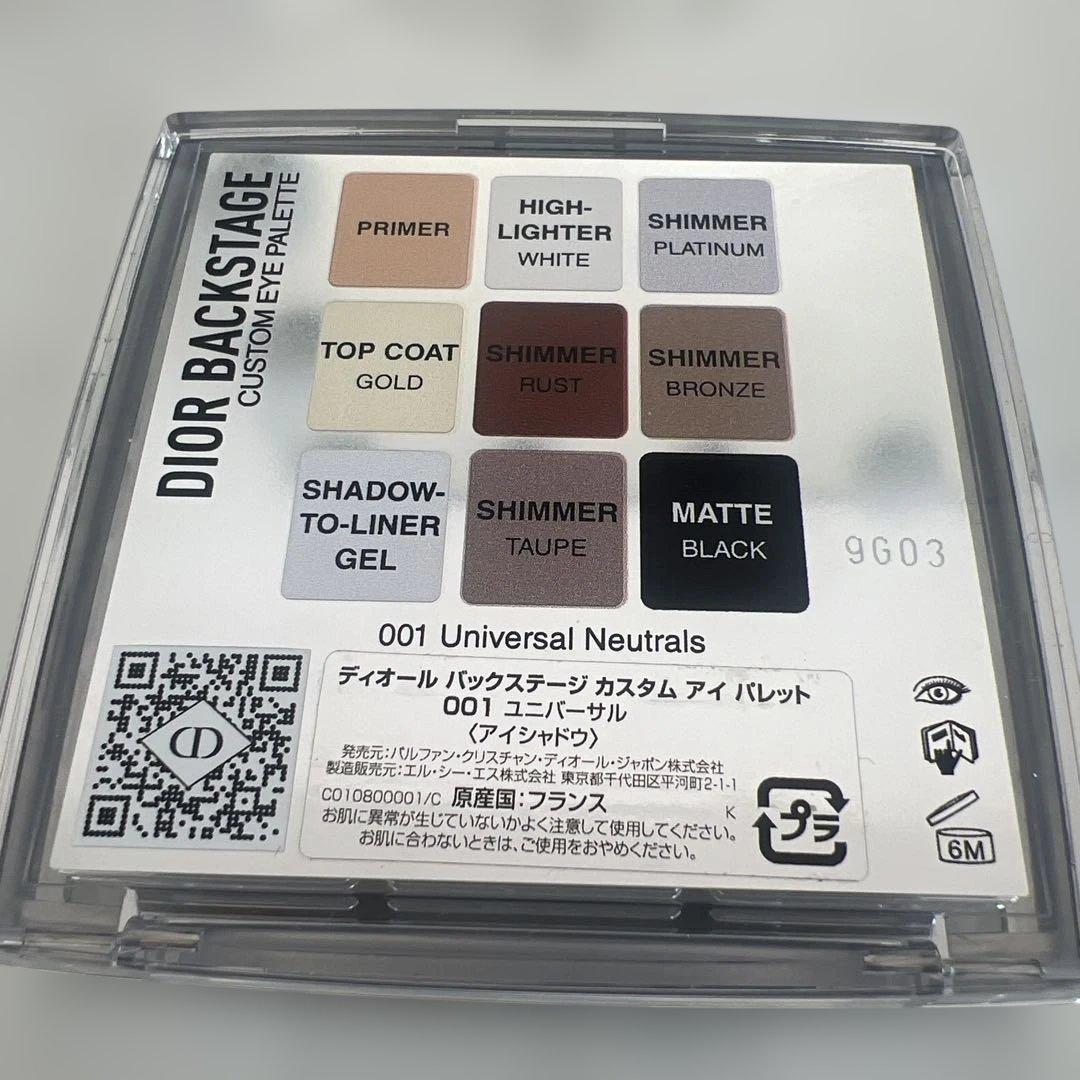 DIOR BACKSTAGE
CUSTOM EYE PALETTE
PRIMER
HIGH-
LIGHTER
WHITE
SHIMMER
PLATINUM
TOP COAT
GOLD
SHIMMER
RUST
SHIMMER
BRONZE
SHADOW-
TO-LINER
GEL
SHIMMER
TAUPE
MATTE
BLACK
9G03
001 Universal Neutrals
ディオール バックステージ カスタム アイ パレット
001 ユニバーサル
〈アイシャドウ〉
発売元:パルファン・クリスチャン・ディオール・ジャポン株式会社
製造販売元:エル・シー・エス株式会社 東京都千代田区平河町2-1-1
C010800001/C 原産国:フランス K
お肌に異常が生じていないかよく注意して使用してください。
お肌に合わないときは、ご使用をおやめください。
プラ
6M
CD